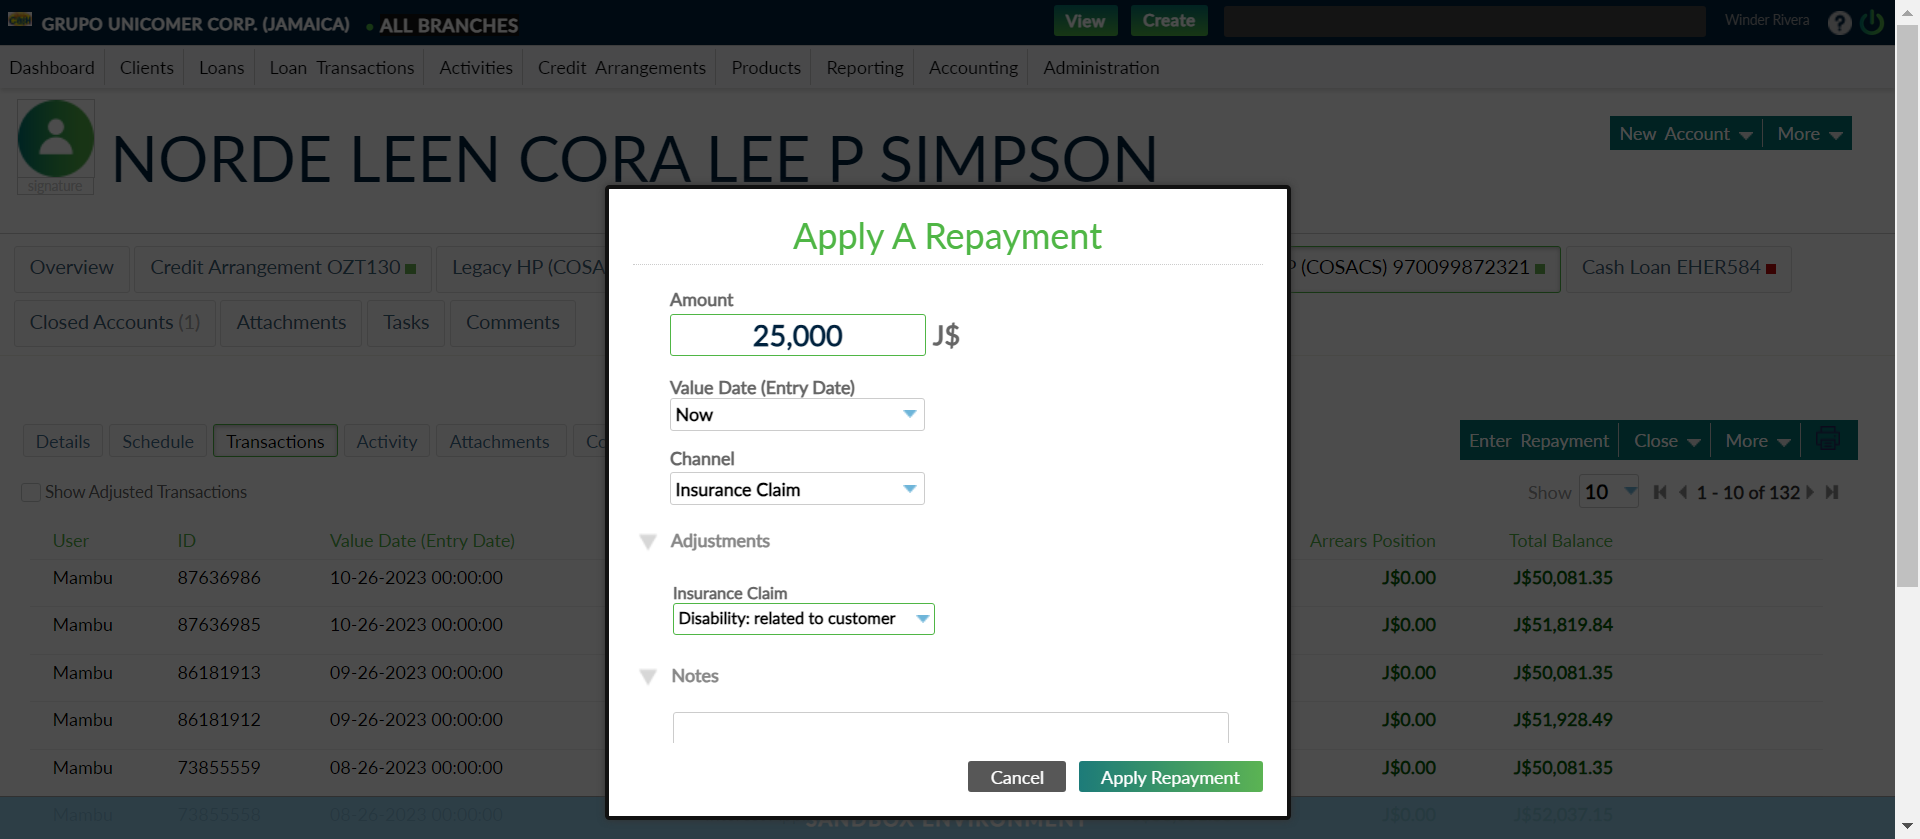 GRUPO UNICOMER CORP. (JAMAICA) ALL BRANCHES View Create Winder Rivera ?
Dashboard Clients Loans Loan Transactions Activities Credit Arrangements Products Reporting Accounting Administration
signature
NORDE LEEN CORA LEE P SIMPSON
New Account More
Overview Credit Arrangement OZT130 Legacy HP (COSA P (COSACS) 970099872321 Cash Loan EHER584
Closed Accounts (1) Attachments Tasks Comments
Apply A Repayment
Amount
25,000 J$
Value Date (Entry Date)
Now
Channel
Insurance Claim
Adjustments
Insurance Claim
Disability: related to customer
Notes
Cancel Apply Repayment
Details Schedule Transactions Activity Attachments Co
Enter Repayment Close More
Show Adjusted Transactions
Show 10 1 - 10 of 132
User ID Value Date (Entry Date) Arrears Position Total Balance
Mambu 87636986 10-26-2023 00:00:00 J$0.00 J$50,081.35
Mambu 87636985 10-26-2023 00:00:00 J$0.00 J$51,819.84
Mambu 86181913 09-26-2023 00:00:00 J$0.00 J$50,081.35
Mambu 86181912 09-26-2023 00:00:00 J$0.00 J$51,928.49
Mambu 73855559 08-26-2023 00:00:00 J$0.00 J$50,081.35
Mambu 73855558 08-26-2023 00:00:00 J$0.00 J$52,037.15
SANDBOX ENVIRONMENT